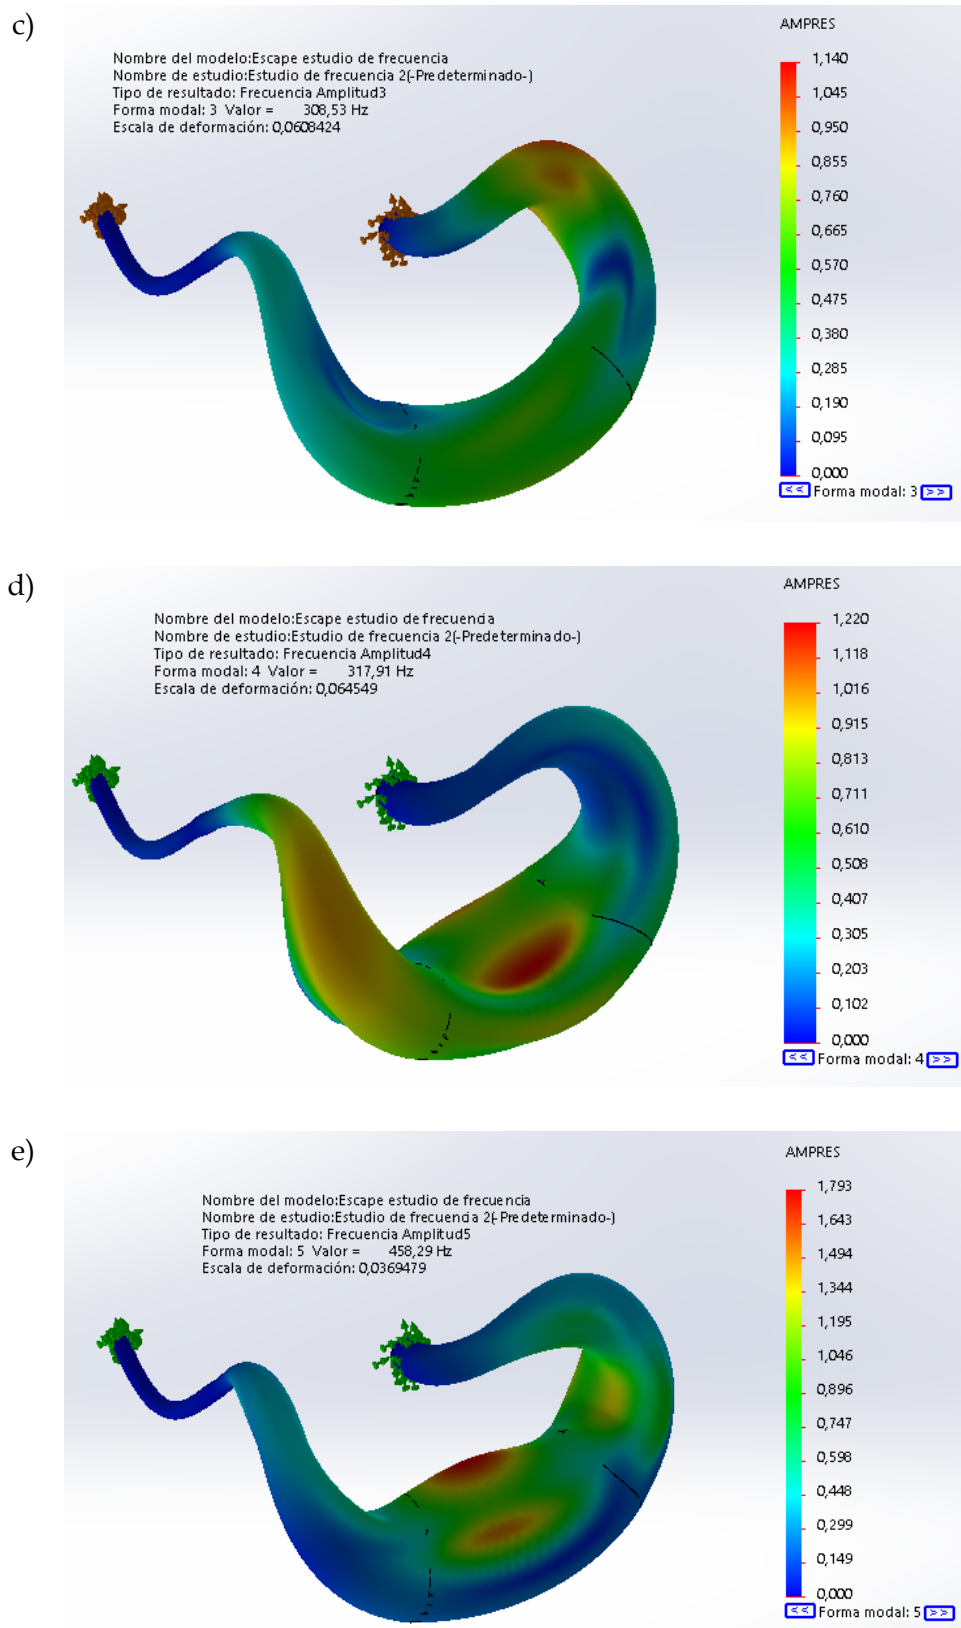 c)
AMPRES
Nombre del modelo:Escape estudio de frecuencia
Nombre de estudio:Estudio de frecuencia 2(-Predeterminado-)
Tipo de resultado: Frecuencia Amplitud3
Forma modal: 3 Valor = 308,53 Hz
Escala de deformación: 0,0608424
1,140
1,045
0,950
0,855
0,760
0,665
0,570
0,475
0,380
0,285
0,190
0,095
0,000
<< Forma modal: 3 >>
d)
AMPRES
Nombre del modelo:Escape estudio de frecuencia
Nombre de estudio:Estudio de frecuencia 2(-Predeterminado-)
Tipo de resultado: Frecuencia Amplitud4
Forma modal: 4 Valor = 317,91 Hz
Escala de deformación: 0,064549
1,220
1,118
1,016
0,915
0,813
0,711
0,610
0,508
0,407
0,305
0,203
0,102
0,000
<< Forma modal: 4 >>
e)
AMPRES
Nombre del modelo:Escape estudio de frecuencia
Nombre de estudio:Estudio de frecuencia 2(-Predeterminado-)
Tipo de resultado: Frecuencia Amplitud5
Forma modal: 5 Valor = 458,29 Hz
Escala de deformación: 0,0369479
1,793
1,643
1,494
1,344
1,195
1,046
0,896
0,747
0,598
0,448
0,299
0,149
0,000
<< Forma modal: 5 >>